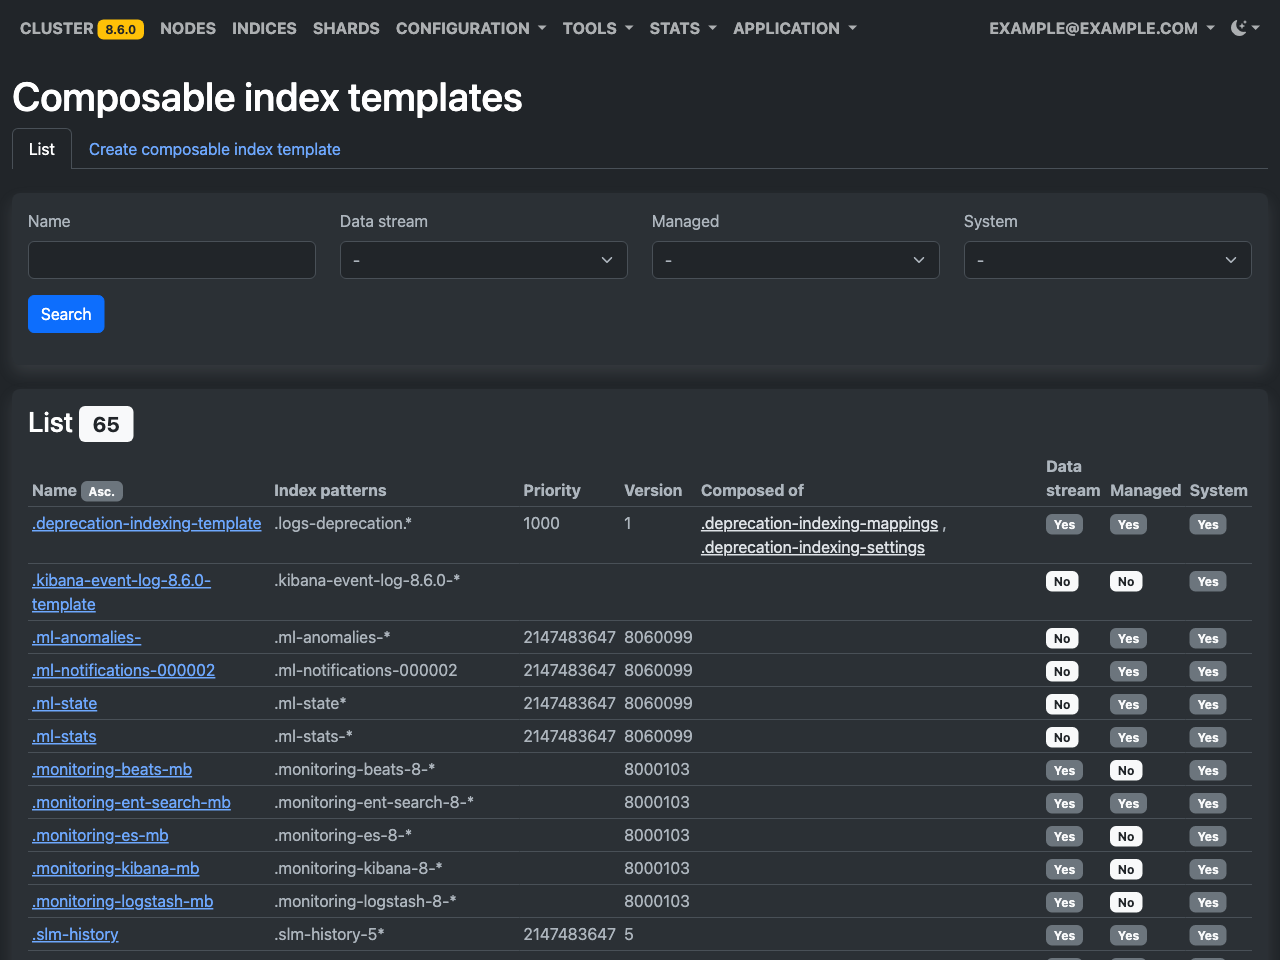 CLUSTER 8.6.0 NODES INDICES SHARDS CONFIGURATION TOOLS STATS APPLICATION EXAMPLE@EXAMPLE.COM
Composable index templates
List Create composable index template
Name Data stream Managed System
- - -
Search
List 65
Name Asc. Index patterns Priority Version Composed of Data stream Managed System
.deprecation-indexing-template .logs-deprecation.* 1000 1 .deprecation-indexing-mappings , Yes Yes Yes
.deprecation-indexing-settings
.kibana-event-log-8.6.0- .kibana-event-log-8.6.0-* No No Yes
template
.ml-anomalies- .ml-anomalies-* 2147483647 8060099 No Yes Yes
.ml-notifications-000002 .ml-notifications-000002 2147483647 8060099 No Yes Yes
.ml-state .ml-state* 2147483647 8060099 No Yes Yes
.ml-stats .ml-stats-* 2147483647 8060099 No Yes Yes
.monitoring-beats-mb .monitoring-beats-8-* 8000103 Yes No Yes
.monitoring-ent-search-mb .monitoring-ent-search-8-* 8000103 Yes Yes Yes
.monitoring-es-mb .monitoring-es-8-* 8000103 Yes No Yes
.monitoring-kibana-mb .monitoring-kibana-8-* 8000103 Yes No Yes
.monitoring-logstash-mb .monitoring-logstash-8-* 8000103 Yes No Yes
.slm-history .slm-history-5* 2147483647 5 Yes Yes Yes